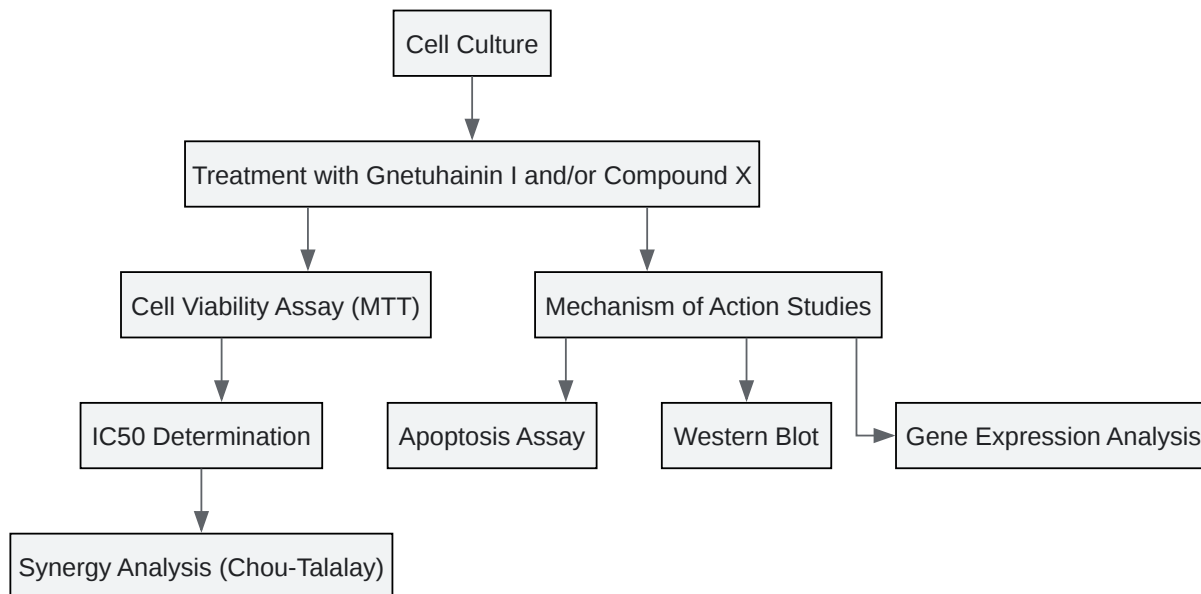 Cell Culture
Treatment with Gnetuhainin I and/or Compound X
Cell Viability Assay (MTT)
Mechanism of Action Studies
IC50 Determination
Apoptosis Assay
Western Blot
Gene Expression Analysis
Synergy Analysis (Chou-Talalay)